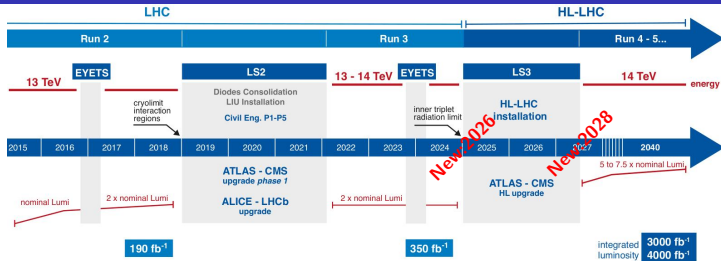 LHC HL-LHC
Run 2 Run 3 Run 4 - 5...
EYETS LS2 EYETS LS3
13 TeV 13 - 14 TeV 14 TeV energy
Diodes Consolidation
LIU Installation
Civil Eng. P1-P5
cryolimit
interaction
regions
inner triplet
radiation limit
HL-LHC
installation
New 2026 New 2028
2015 2016 2017 2018 2019 2020 2021 2022 2023 2024 2025 2026 2027 2040
ATLAS - CMS
upgrade phase 1
ALICE - LHCb
upgrade
ATLAS - CMS
HL upgrade
5 to 7.5 x nominal Lumi
nominal Lumi 2 x nominal Lumi 2 x nominal Lumi
190 fb-1 350 fb-1
integrated
luminosity
3000 fb-1
4000 fb-1